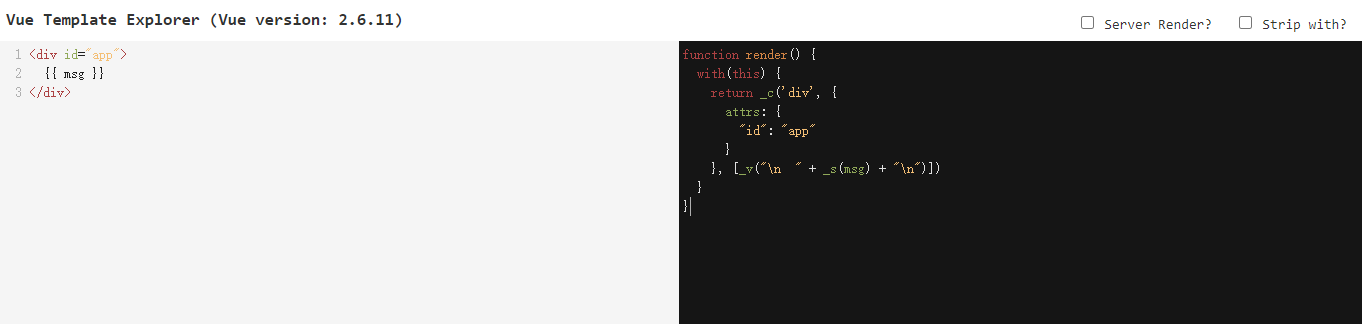 Vue Template Explorer (Vue version: 2.6.11)
Server Render?
Strip with?
1 <div id="app">
2   {{ msg }}
3 </div>
function render() {
  with(this) {
    return _c('div', {
      attrs: {
        "id": "app"
      }
    }, [_v("\n  " + _s(msg) + "\n")])
  }
}